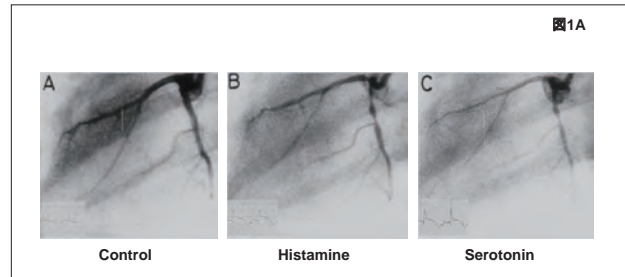 図1A
A B C
Control Histamine Serotonin